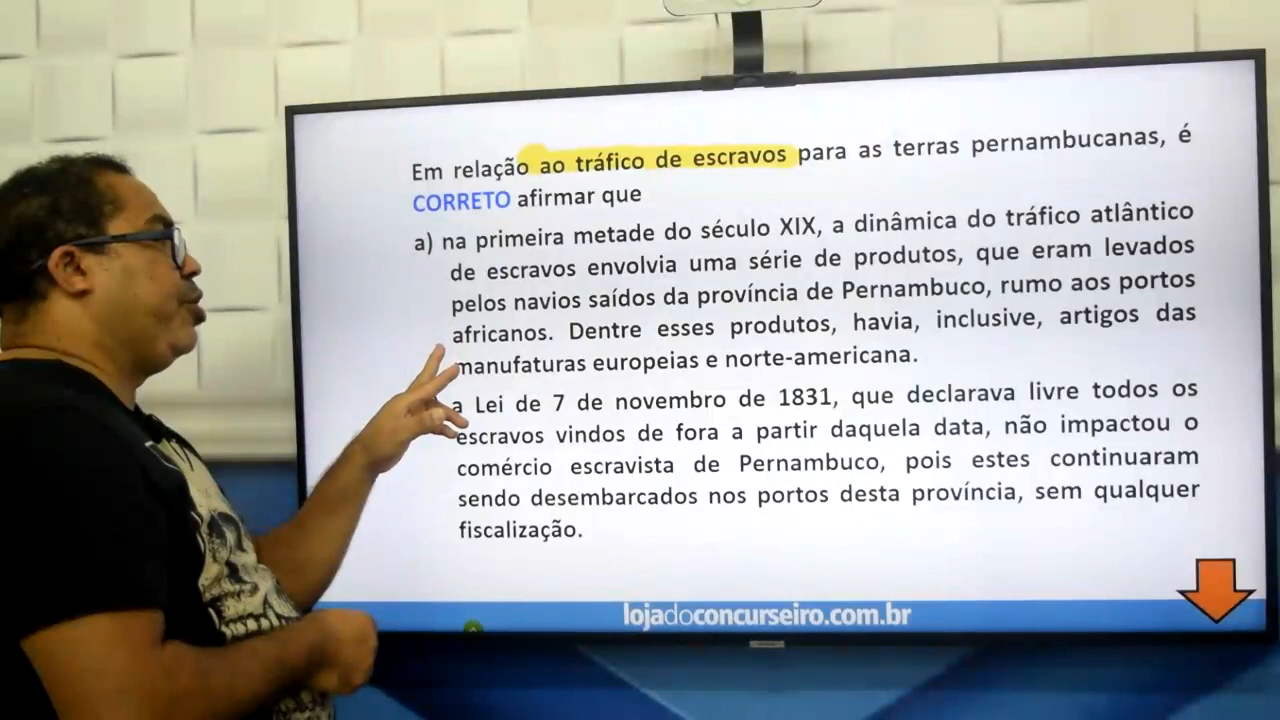 Em relação ao tráfico de escravos para as terras pernambucanas, é
CORRETO afirmar que
a) na primeira metade do século XIX, a dinâmica do tráfico atlântico
de escravos envolvia uma série de produtos, que eram levados
pelos navios saídos da província de Pernambuco, rumo aos portos
africanos. Dentre esses produtos, havia, inclusive, artigos das
manufaturas europeias e norte-americana.
a Lei de 7 de novembro de 1831, que declarava livre todos os
escravos vindos de fora a partir daquela data, não impactou o
comércio escravista de Pernambuco, pois estes continuaram
sendo desembarcados nos portos desta província, sem qualquer
fiscalização.
lojadoconcurseiro.com.br